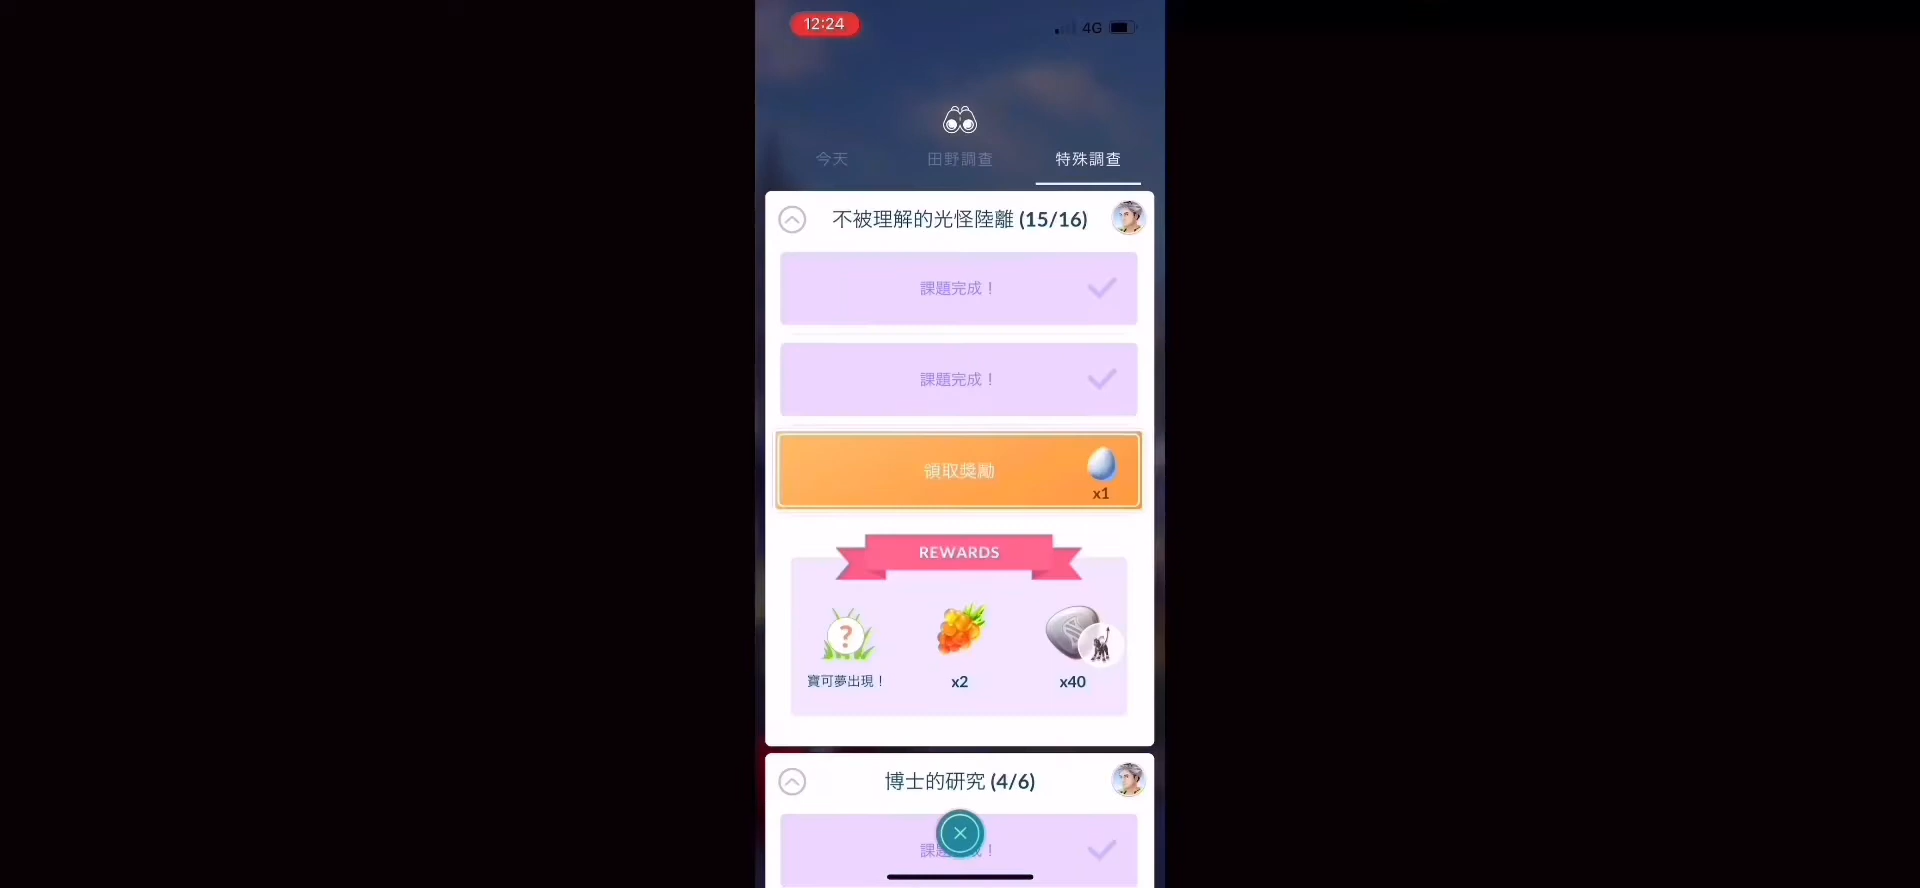 12:24
4G
今天
田野調查
特殊調查
不被理解的光怪陸離 (15/16)
課題完成！
課題完成！
領取獎勵
x1
REWARDS
寶可夢出現！
x2
x40
博士的研究 (4/6)
課　　　！